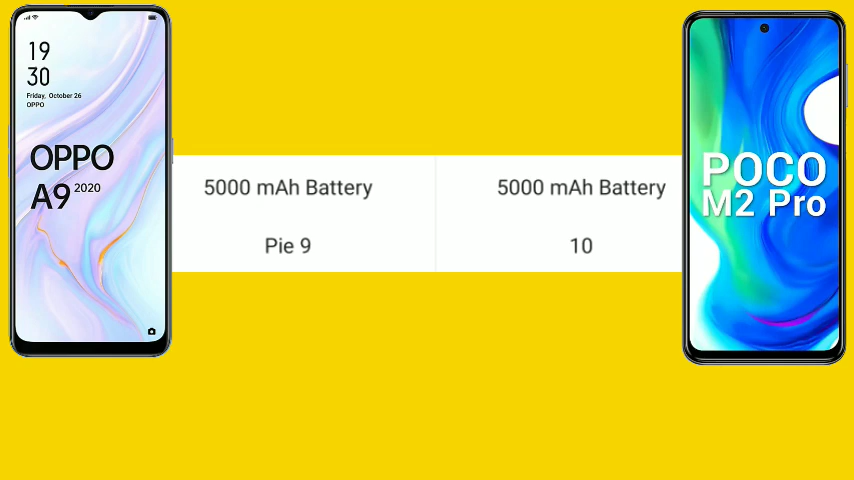 19
30
Friday, October 26
OPPO
OPPO
A9 2020
5000 mAh Battery
5000 mAh Battery
Pie 9
10
POCO
M2 Pro